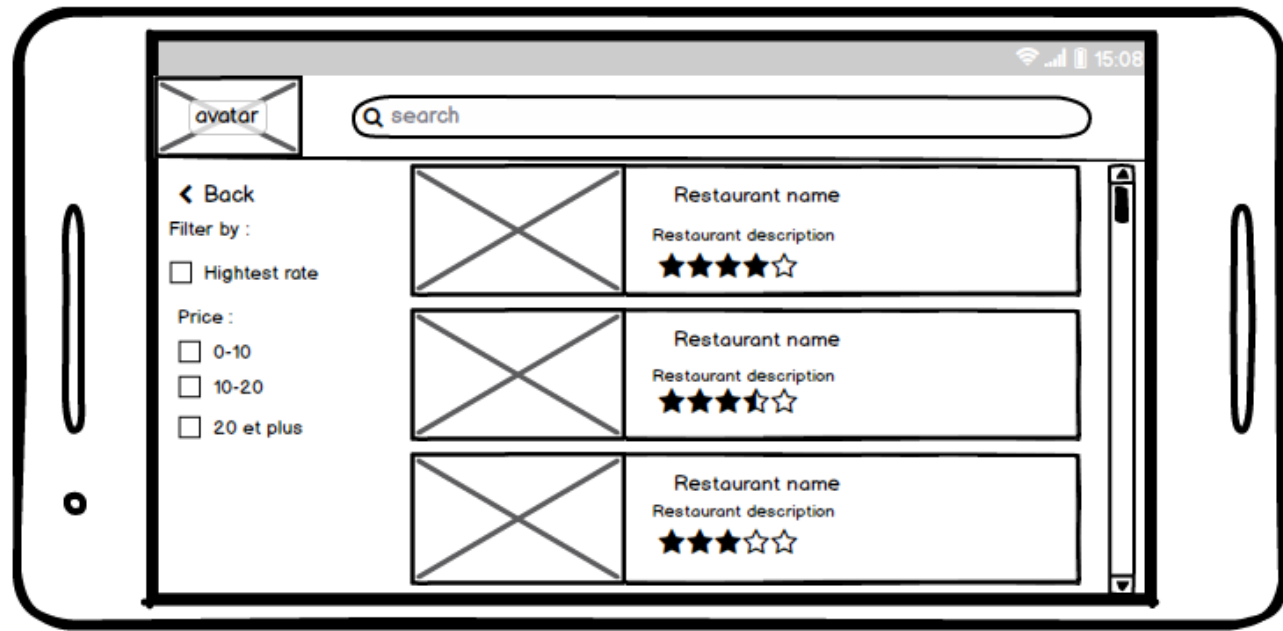 15:08
avatar
search
Back
Filter by :
Hightest rate
Price :
0-10
10-20
20 et plus
Restaurant name
Restaurant description
Restaurant name
Restaurant description
Restaurant name
Restaurant description